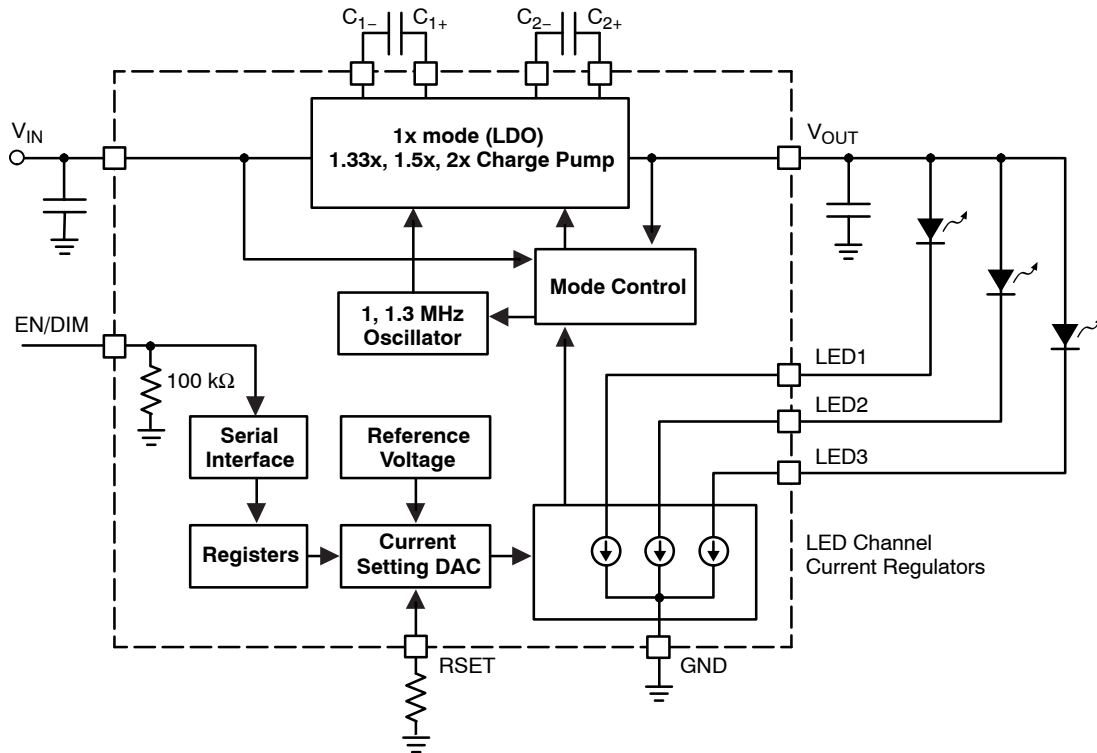 C1− C1+ C2− C2+
VIN
1x mode (LDO)
1.33x, 1.5x, 2x Charge Pump
VOUT
Mode Control
1, 1.3 MHz
Oscillator
EN/DIM
100 kΩ
LED1
LED2
LED3
Serial
Interface
Reference
Voltage
Registers
Current
Setting DAC
LED Channel
Current Regulators
RSET
GND